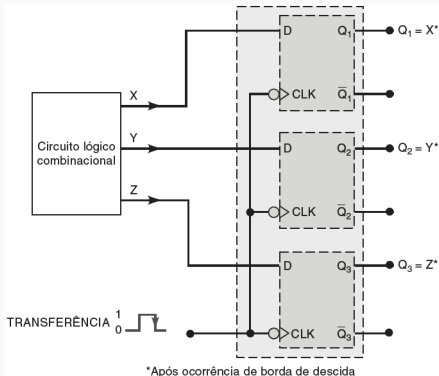 D Q₁ Q₁ = X*
X
CLK Q̅₁
Circuito lógico
combinacional
Y
D Q₂ Q₂ = Y*
Z
CLK Q̅₂
D Q₃ Q₃ = Z*
TRANSFERÊNCIA 1
0
CLK Q̅₃
*Após ocorrência de borda de descida